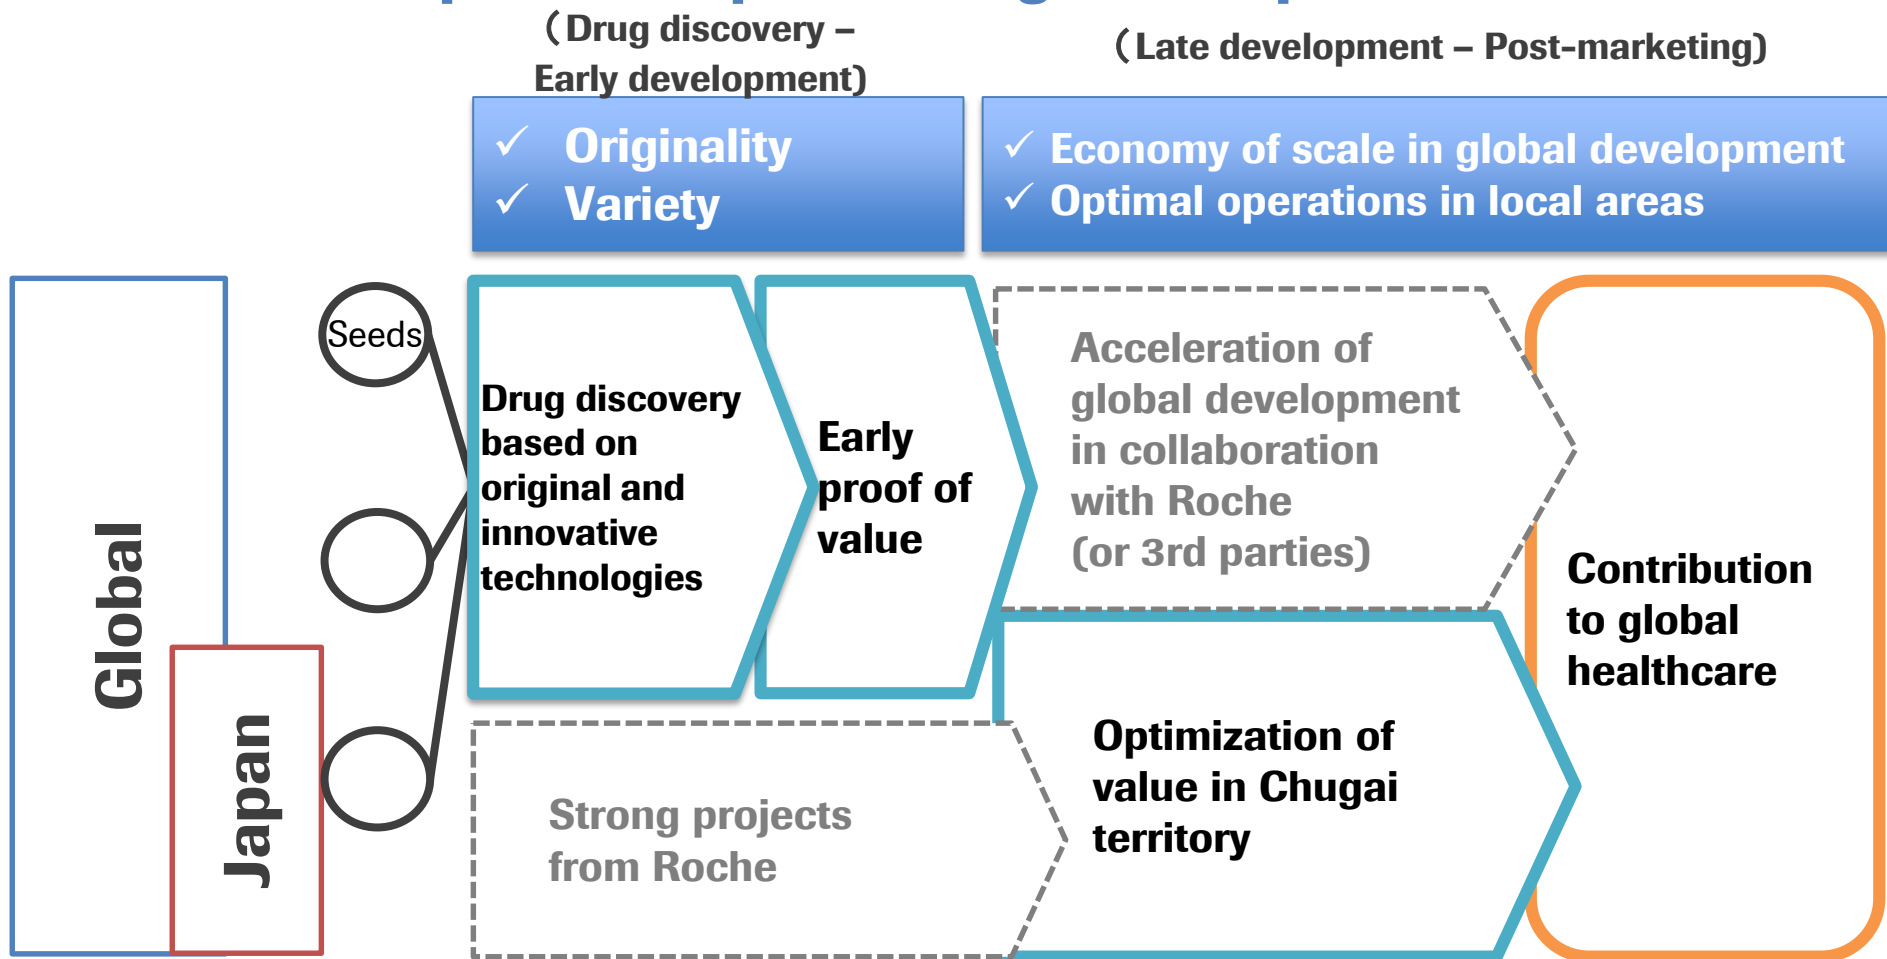 (Drug discovery –
Early development)
(Late development – Post-marketing)
✓ Originality
✓ Variety
✓ Economy of scale in global development
✓ Optimal operations in local areas
Global
Japan
Seeds
Drug discovery
based on
original and
innovative
technologies
Early
proof of
value
Acceleration of
global development
in collaboration
with Roche
(or 3rd parties)
Strong projects
from Roche
Optimization of
value in Chugai
territory
Contribution
to global
healthcare